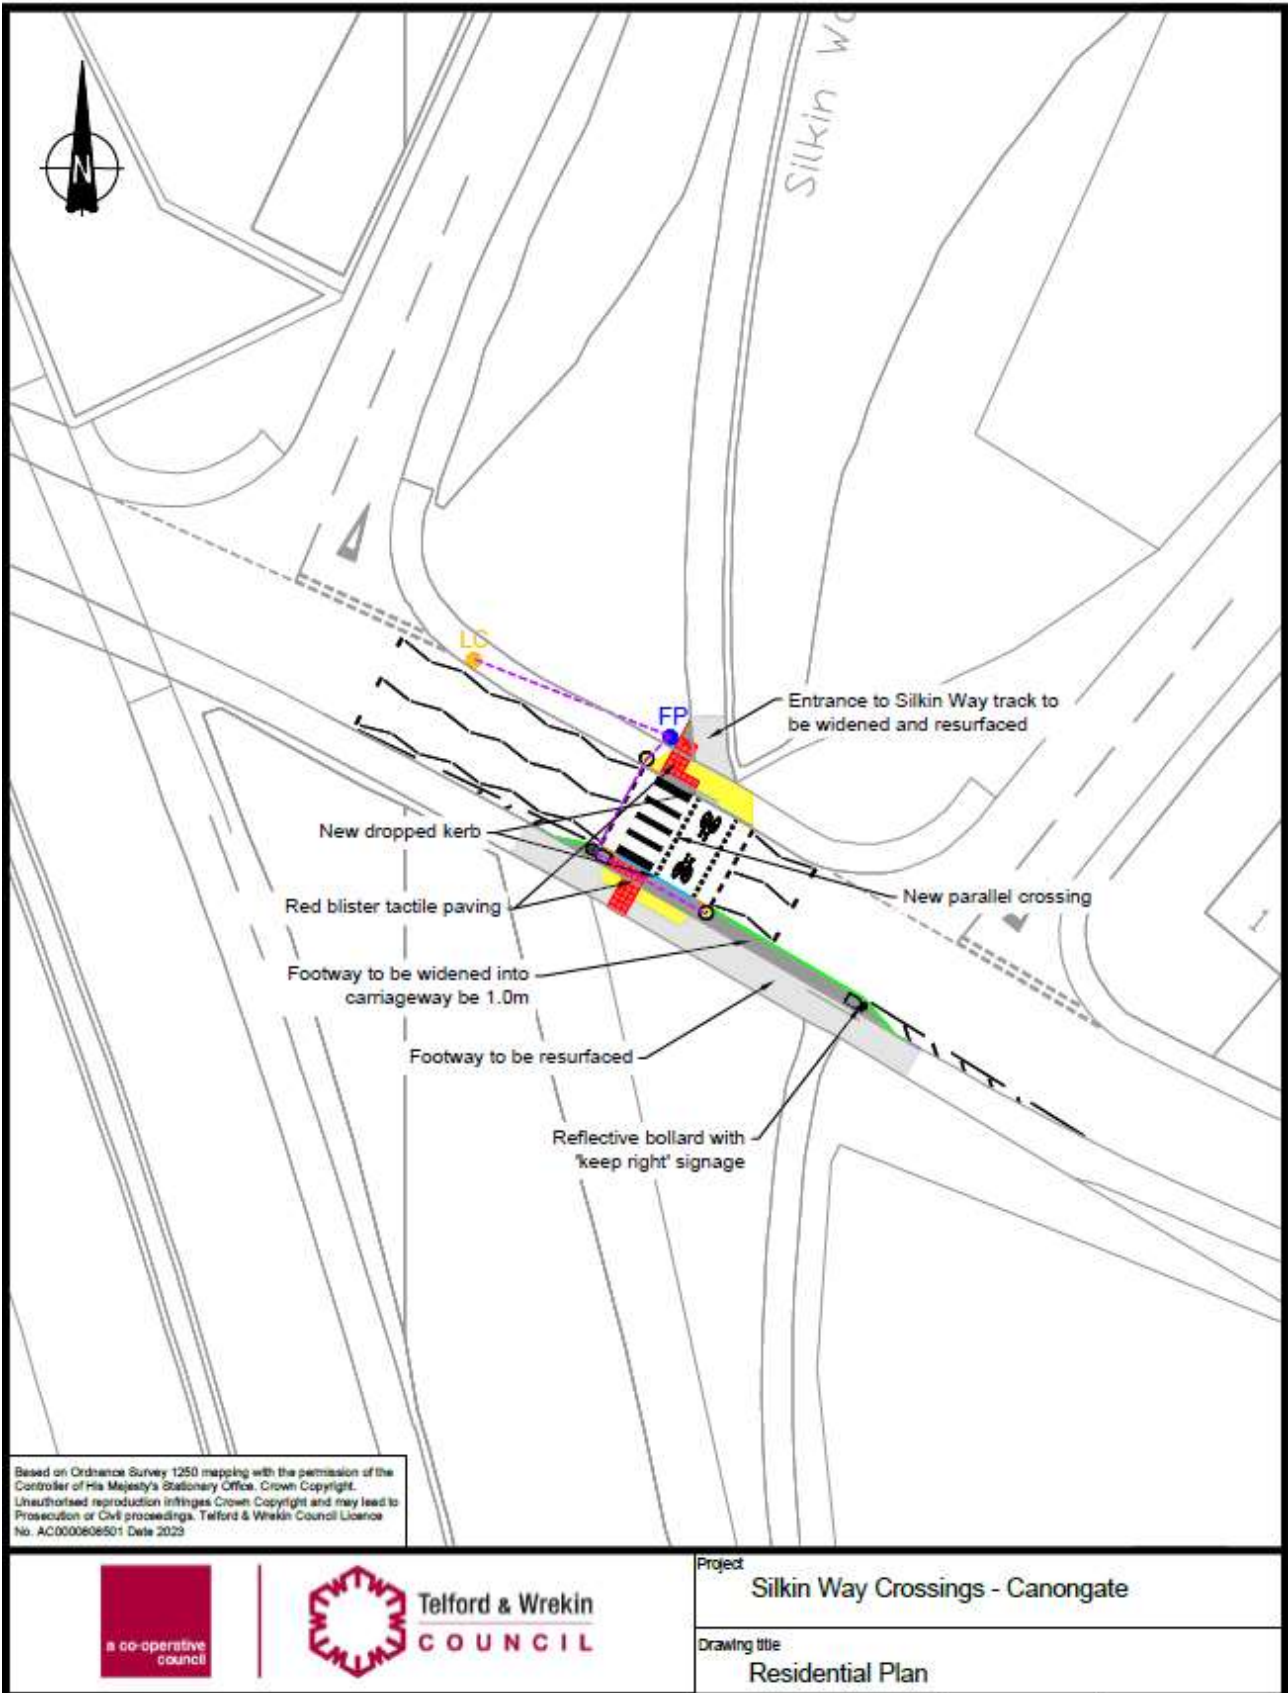 Silkin Wa
N
LC
FP
Entrance to Silkin Way track to
be widened and resurfaced
New dropped kerb
Red blister tactile paving
New parallel crossing
Footway to be widened into
carriageway be 1.0m
Footway to be resurfaced
Reflective bollard with
'keep right' signage
Based on Ordnance Survey 1250 mapping with the permission of the
Controller of His Majesty's Stationary Office. Crown Copyright.
Unauthorised reproduction infringes Crown Copyright and may lead to
Prosecution or Civil proceedings. Telford & Wrekin Council Licence
No. AC0000808501 Date 2023
a co-operative
council
Telford & Wrekin
COUNCIL
Project
Silkin Way Crossings - Canongate
Drawing title
Residential Plan